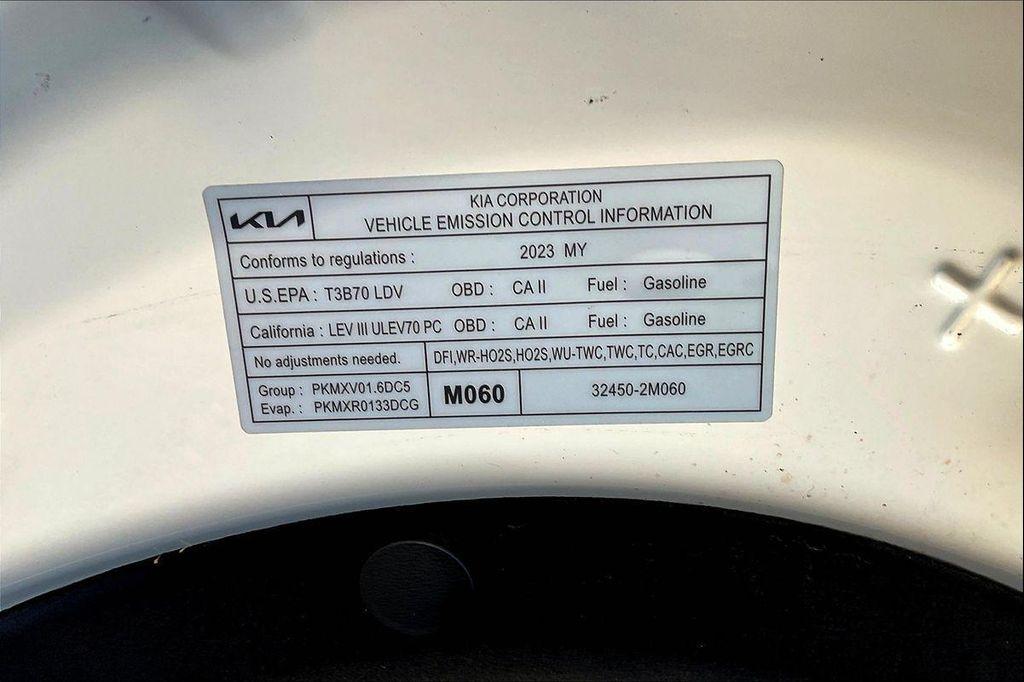 KIA
KIA CORPORATION
VEHICLE EMISSION CONTROL INFORMATION
Conforms to regulations : 2023 MY
U.S.EPA : T3B70 LDV OBD : CA II Fuel : Gasoline
California : LEV III ULEV70 PC OBD : CA II Fuel : Gasoline
No adjustments needed. DFI,WR-HO2S,HO2S,WU-TWC,TWC,TC,CAC,EGR,EGRC
Group : PKMXV01.6DC5
Evap. : PKMXR0133DCG
M060
32450-2M060